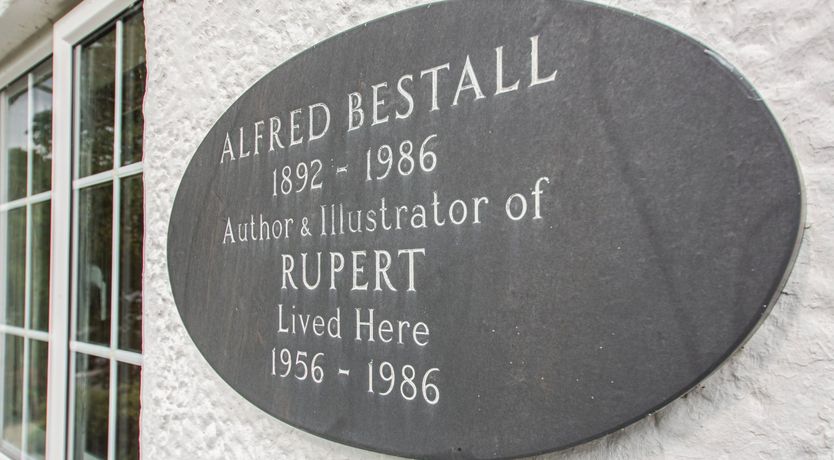 ALFRED BESTALL
1892 - 1986
Author & Illustrator of
RUPERT
Lived Here
1956 - 1986